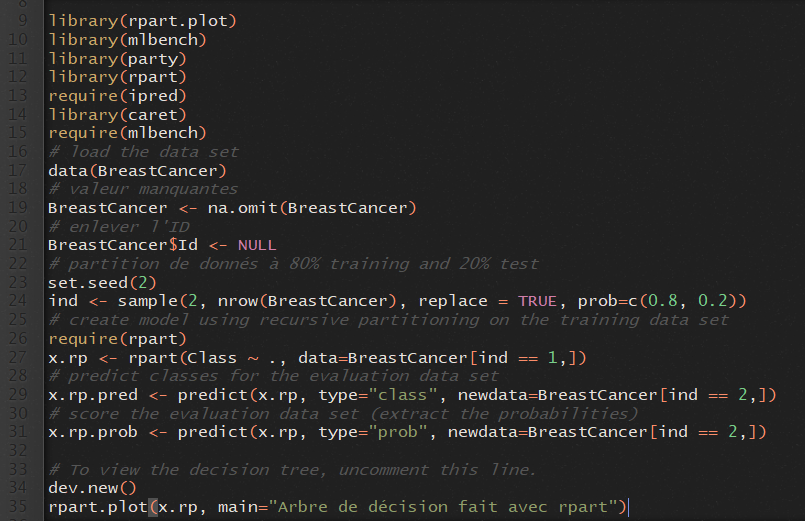 9 library(rpart.plot)
10 library(mlbench)
11 library(party)
12 library(rpart)
13 require(ipred)
14 library(caret)
15 require(mlbench)
16 # load the data set
17 data(BreastCancer)
18 # valeur manquantes
19 BreastCancer <- na.omit(BreastCancer)
20 # enlever l'ID
21 BreastCancer$Id <- NULL
22 # partition de donnés à 80% training and 20% test
23 set.seed(2)
24 ind <- sample(2, nrow(BreastCancer), replace = TRUE, prob=c(0.8, 0.2))
25 # create model using recursive partitioning on the training data set
26 require(rpart)
27 x.rp <- rpart(Class ~ ., data=BreastCancer[ind == 1,])
28 # predict classes for the evaluation data set
29 x.rp.pred <- predict(x.rp, type="class", newdata=BreastCancer[ind == 2,])
30 # score the evaluation data set (extract the probabilities)
31 x.rp.prob <- predict(x.rp, type="prob", newdata=BreastCancer[ind == 2,])
32
33 # To view the decision tree, uncomment this line.
34 dev.new()
35 rpart.plot(x.rp, main="Arbre de décision fait avec rpart")